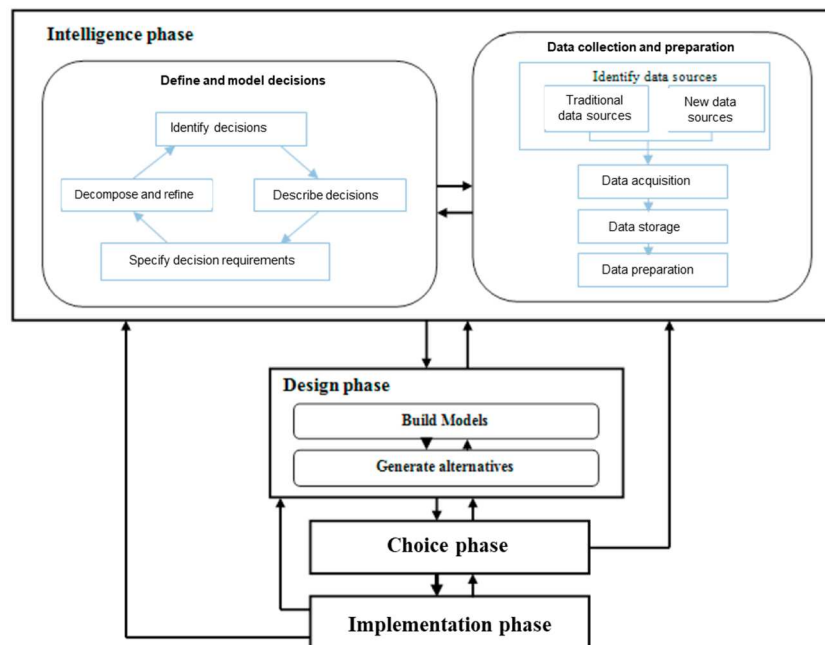 Intelligence phase
Define and model decisions
Identify decisions
Decompose and refine
Describe decisions
Specify decision requirements
Data collection and preparation
Identify data sources
Traditional
data sources
New data
sources
Data acquisition
Data storage
Data preparation
Design phase
Build Models
Generate alternatives
Choice phase
Implementation phase